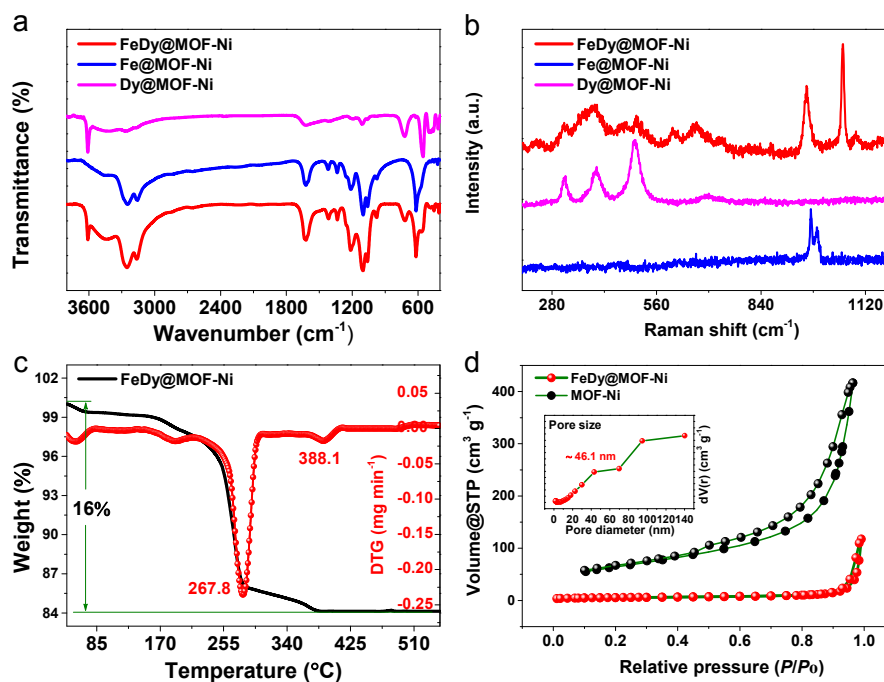 a
FeDy@MOF-Ni
Fe@MOF-Ni
Dy@MOF-Ni
Transmittance (%)
3600 3000 2400 1800 1200 600
Wavenumber (cm-1)
b
FeDy@MOF-Ni
Fe@MOF-Ni
Dy@MOF-Ni
Intensity (a.u.)
280 560 840 1120
Raman shift (cm-1)
c
FeDy@MOF-Ni
102
99
96
93
90
87
84
Weight (%)
16%
267.8
388.1
0.05
0.00
-0.05
-0.10
-0.15
-0.20
-0.25
DTG (mg min-1)
85 170 255 340 425 510
Temperature (oC)
d
FeDy@MOF-Ni
MOF-Ni
400
300
200
100
0
Volume@STP (cm3 g-1)
Pore size
~ 46.1 nm
dV(r) (cm3 g-1)
0 20 40 60 80 100 120 140
Pore diameter (nm)
0.0 0.2 0.4 0.6 0.8 1.0
Relative pressure (P/P0)